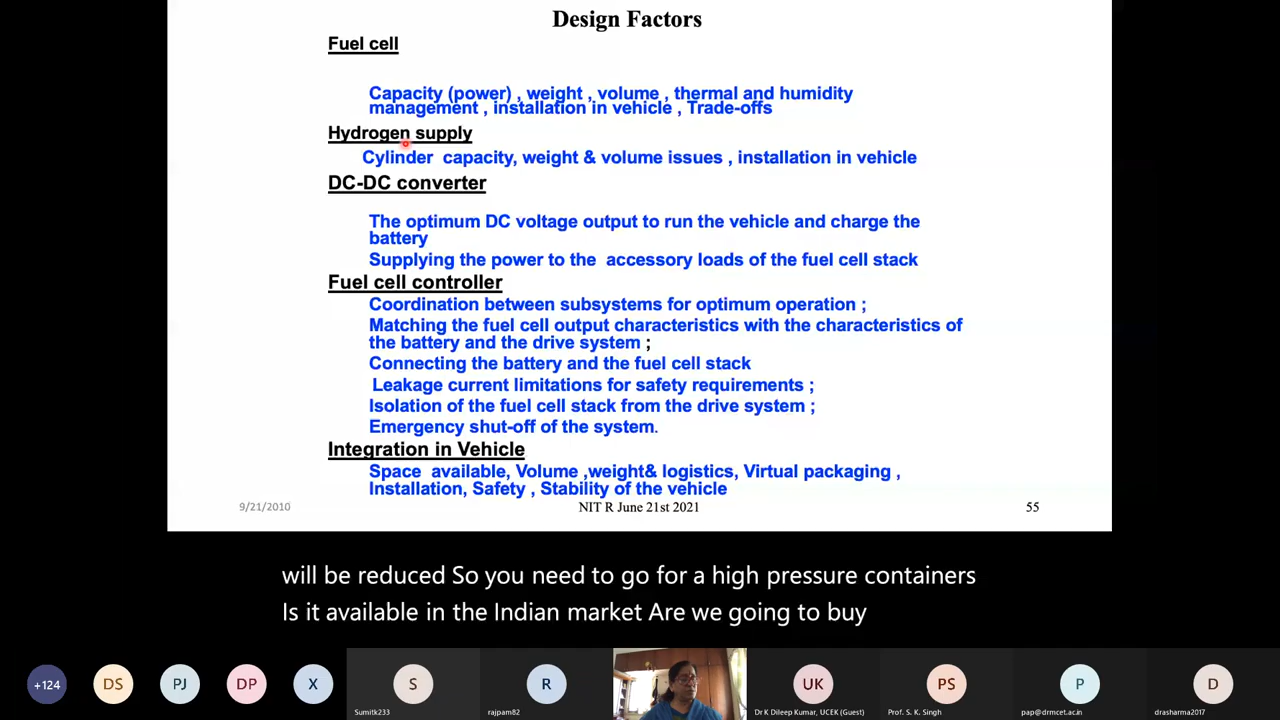 Design Factors
Fuel cell
Capacity (power) , weight , volume , thermal and humidity
management , installation in vehicle , Trade-offs
Hydrogen supply
Cylinder capacity, weight & volume issues , installation in vehicle
DC-DC converter
The optimum DC voltage output to run the vehicle and charge the
battery
Supplying the power to the accessory loads of the fuel cell stack
Fuel cell controller
Coordination between subsystems for optimum operation ;
Matching the fuel cell output characteristics with the characteristics of
the battery and the drive system ;
Connecting the battery and the fuel cell stack
Leakage current limitations for safety requirements ;
Isolation of the fuel cell stack from the drive system ;
Emergency shut-off of the system.
Integration in Vehicle
Space available, Volume ,weight& logistics, Virtual packaging ,
Installation, Safety , Stability of the vehicle
9/21/2010 NIT R June 21st 2021 55
will be reduced So you need to go for a high pressure containers
Is it available in the Indian market Are we going to buy
+124 DS PJ DP X S R UK PS P D
Sumitk233 rajpam82 Dr K Dileep Kumar, UCEK (Guest) Prof. S. K. Singh pap@drmcet.ac.in drasharma2017